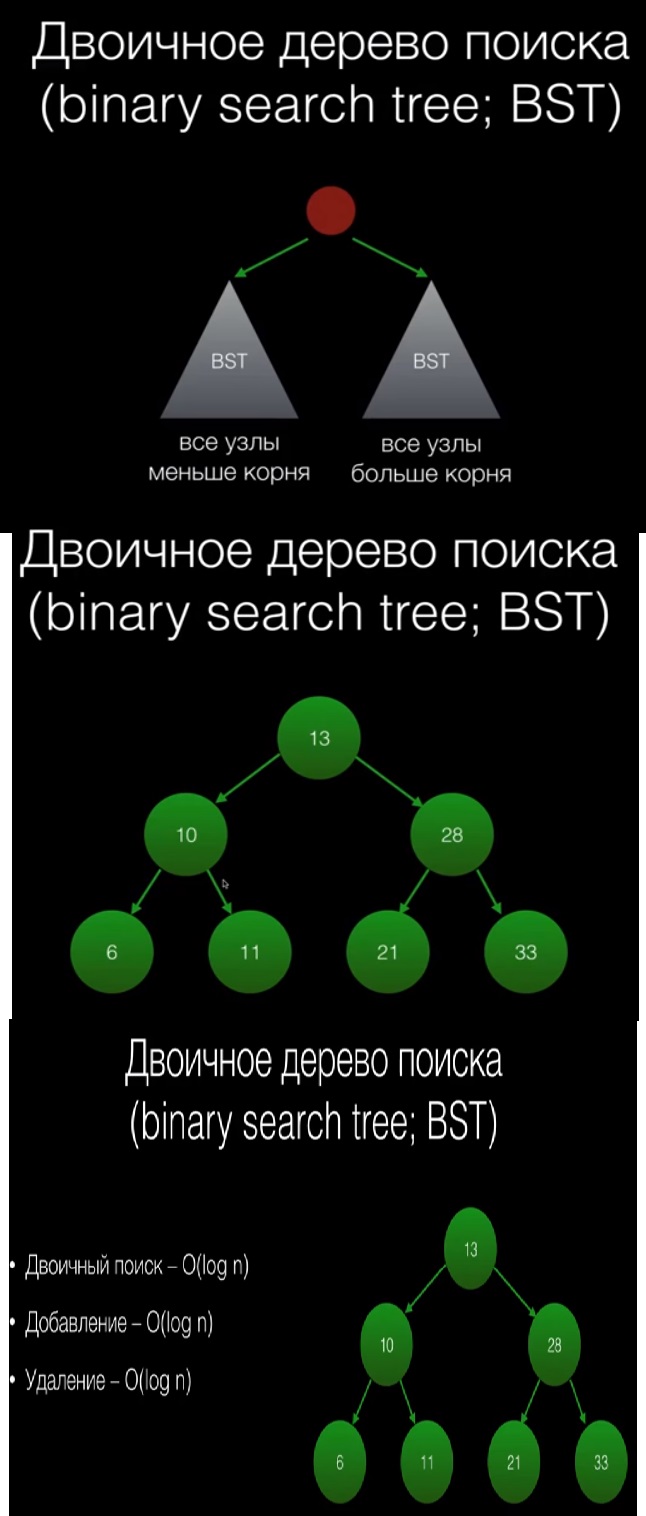 Двоичное дерево поиска
(binary search tree; BST)
BST
BST
все узлы
меньше корня
все узлы
больше корня
Двоичное дерево поиска
(binary search tree; BST)
13
10
28
6
11
21
33
Двоичное дерево поиска
(binary search tree; BST)
• Двоичный поиск – O(log n)
• Добавление – O(log n)
• Удаление – O(log n)
13
10
28
6
11
21
33